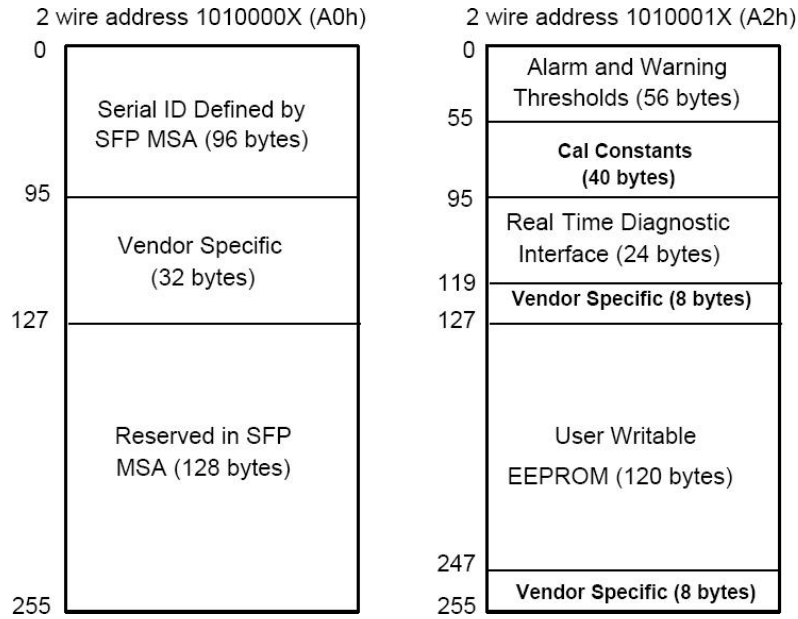 2 wire address 1010000X (A0h)
0
Serial ID Defined by
SFP MSA (96 bytes)
95
Vendor Specific
(32 bytes)
127
Reserved in SFP
MSA (128 bytes)
255
2 wire address 1010001X (A2h)
0
Alarm and Warning
Thresholds (56 bytes)
55
Cal Constants
(40 bytes)
95
Real Time Diagnostic
Interface (24 bytes)
119
Vendor Specific (8 bytes)
127
User Writable
EEPROM (120 bytes)
247
Vendor Specific (8 bytes)
255